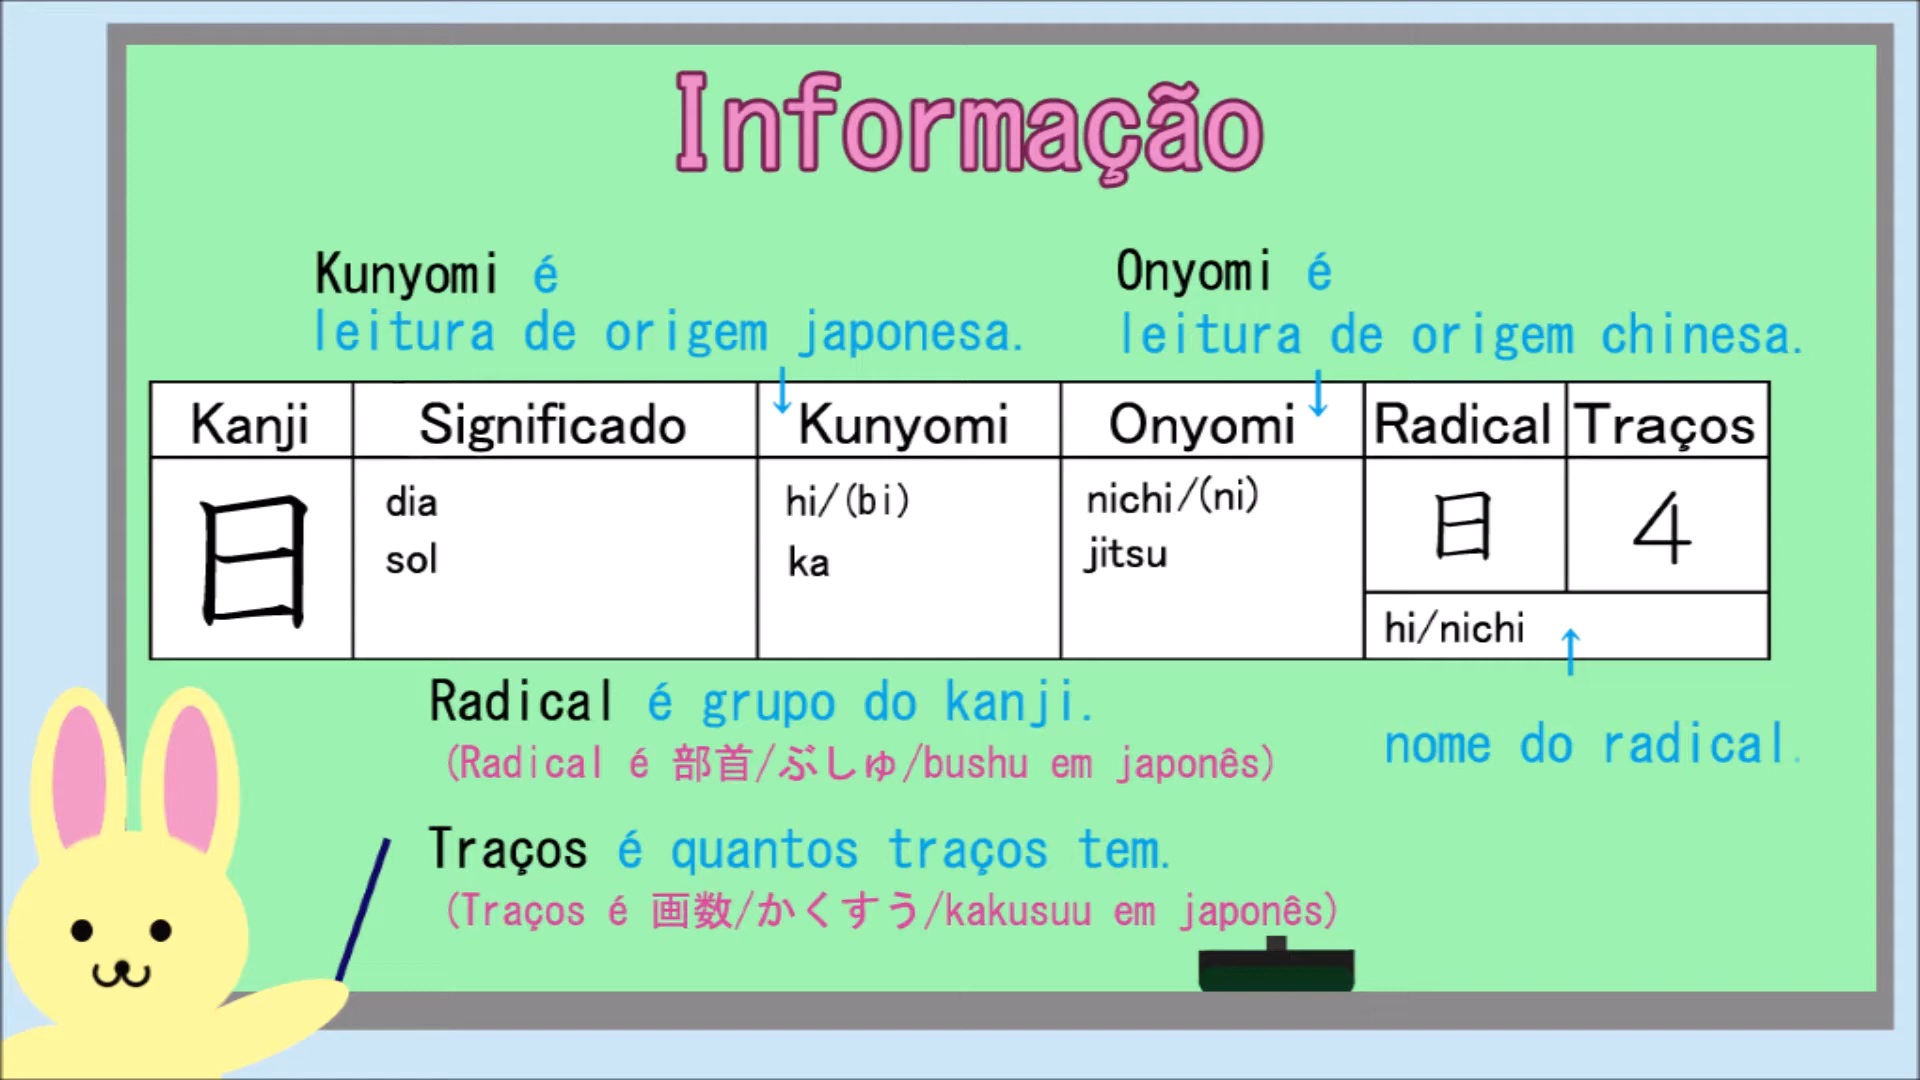 Informação
Kunyomi é
leitura de origem japonesa.
Onyomi é
leitura de origem chinesa.
Kanji Significado Kunyomi Onyomi Radical Traços
日 dia hi/(bi) nichi/(ni) 日 4
sol ka jitsu
hi/nichi
Radical é grupo do kanji.
(Radical é 部首/ぶしゅ/bushu em japonês)
nome do radical.
Traços é quantos traços tem.
(Traços é 画数/かくすう/kakusuu em japonês)